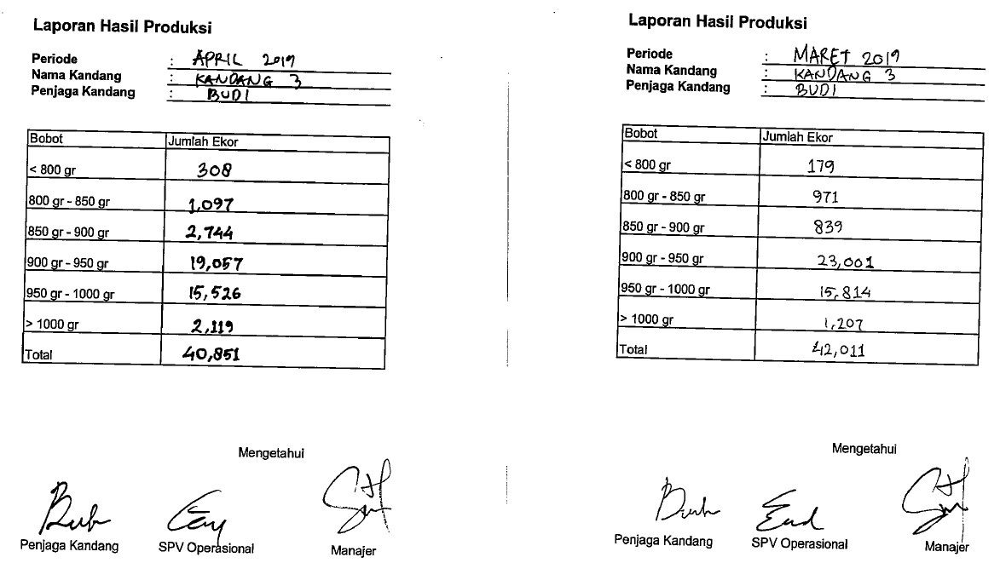 Laporan Hasil Produksi
Periode : APRIL 2019
Nama Kandang : KANDANG 3
Penjaga Kandang : BUDI
Bobot Jumlah Ekor
< 800 gr 308
800 gr - 850 gr 1,097
850 gr - 900 gr 2,744
900 gr - 950 gr 19,057
950 gr - 1000 gr 15,526
> 1000 gr 2,119
Total 40,851
Mengetahui
Penjaga Kandang SPV Operasional Manajer
Laporan Hasil Produksi
Periode : MARET 2019
Nama Kandang : KANDANG 3
Penjaga Kandang : BUDI
Bobot Jumlah Ekor
< 800 gr 179
800 gr - 850 gr 971
850 gr - 900 gr 839
900 gr - 950 gr 23,001
950 gr - 1000 gr 15,814
> 1000 gr 1,207
Total 42,011
Mengetahui
Penjaga Kandang SPV Operasional Manajer